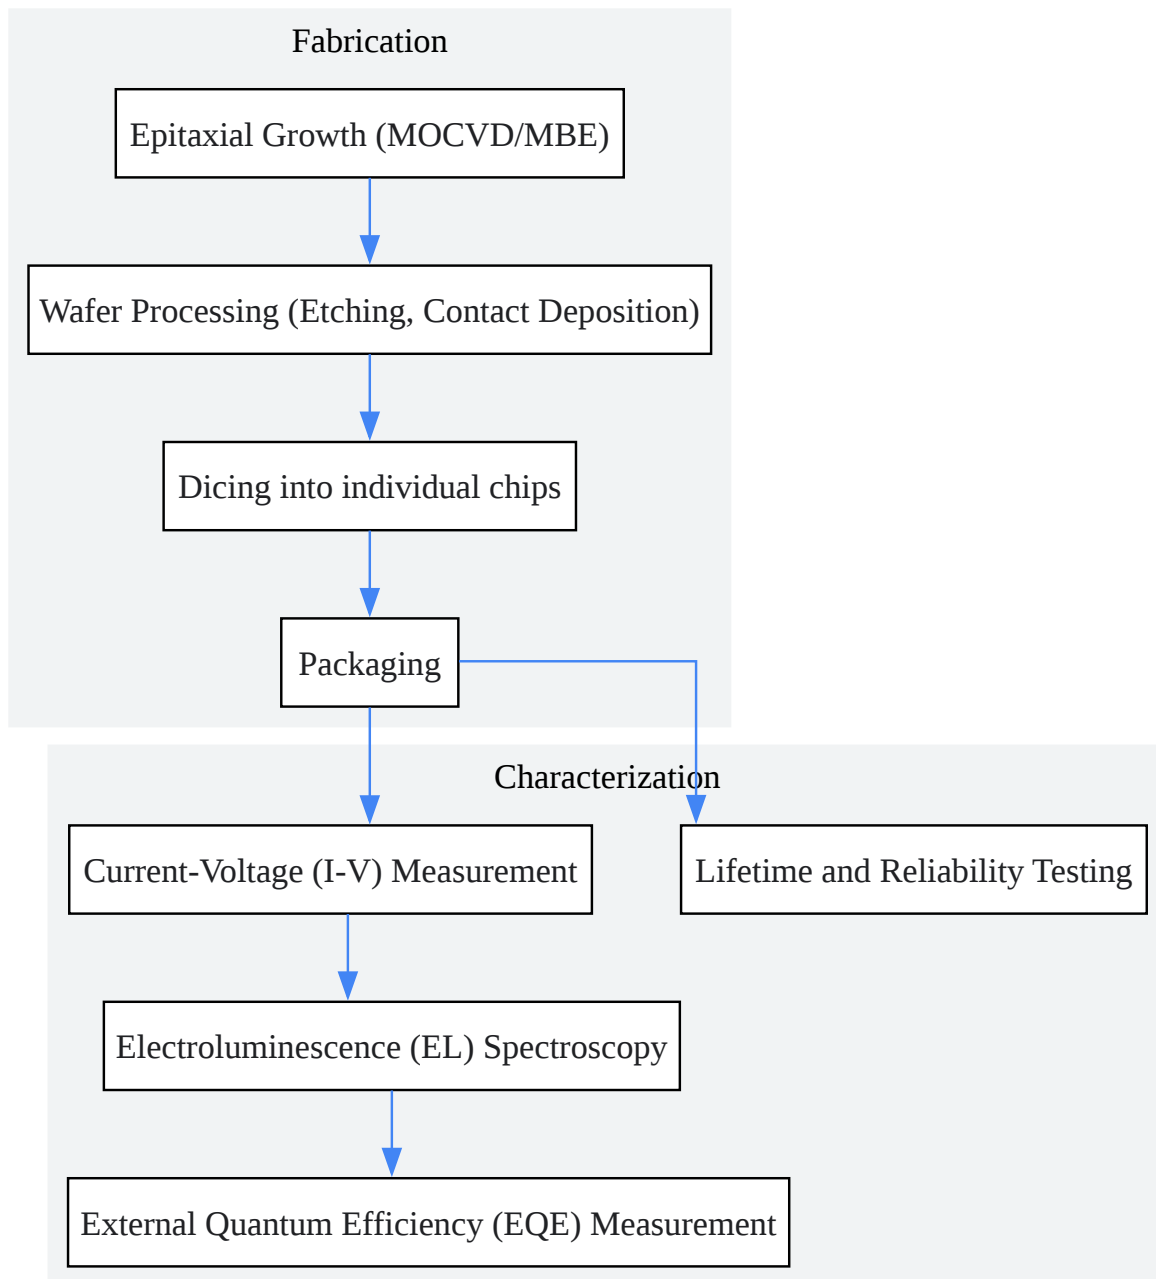 Fabrication
Epitaxial Growth (MOCVD/MBE)
Wafer Processing (Etching, Contact Deposition)
Dicing into individual chips
Packaging
Characterization
Current-Voltage (I-V) Measurement
Lifetime and Reliability Testing
Electroluminescence (EL) Spectroscopy
External Quantum Efficiency (EQE) Measurement